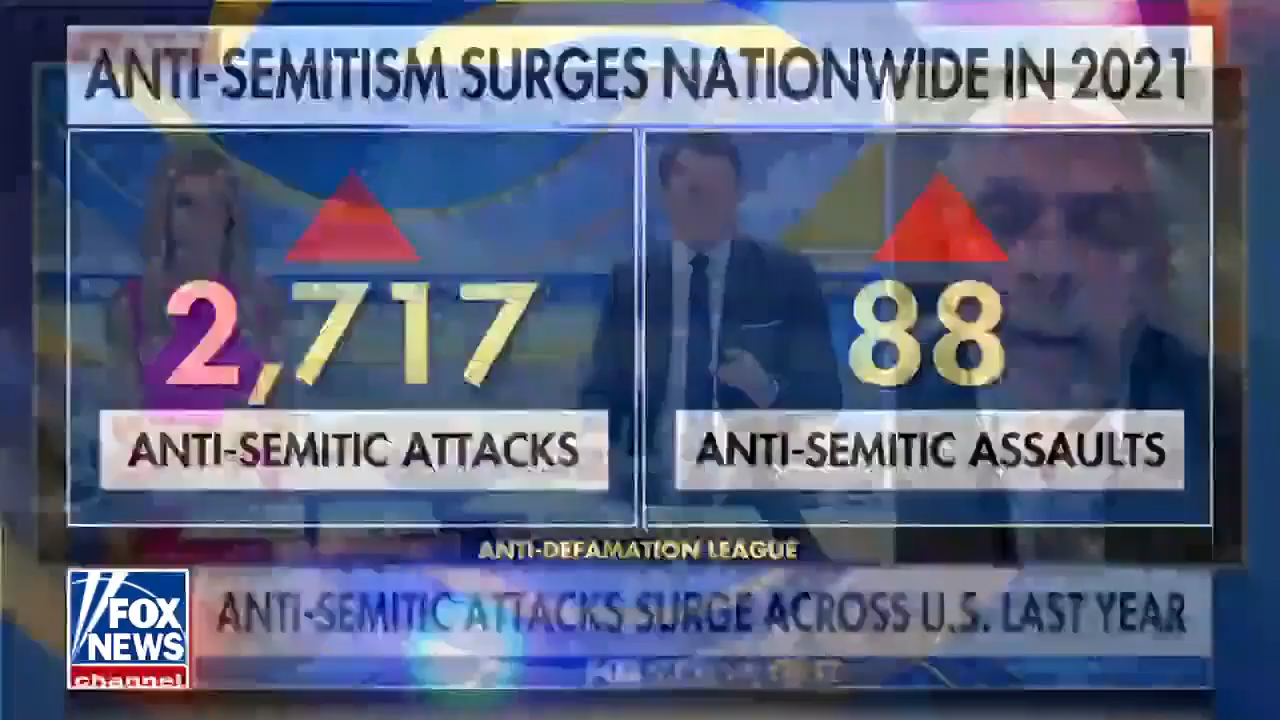 ANTI-SEMITISM SURGES NATIONWIDE IN 2021
2,717
ANTI-SEMITIC ATTACKS
88
ANTI-SEMITIC ASSAULTS
ANTI-DEFAMATION LEAGUE
FOX
NEWS
channel
ANTI-SEMITIC ATTACKS SURGE ACROSS U.S. LAST YEAR